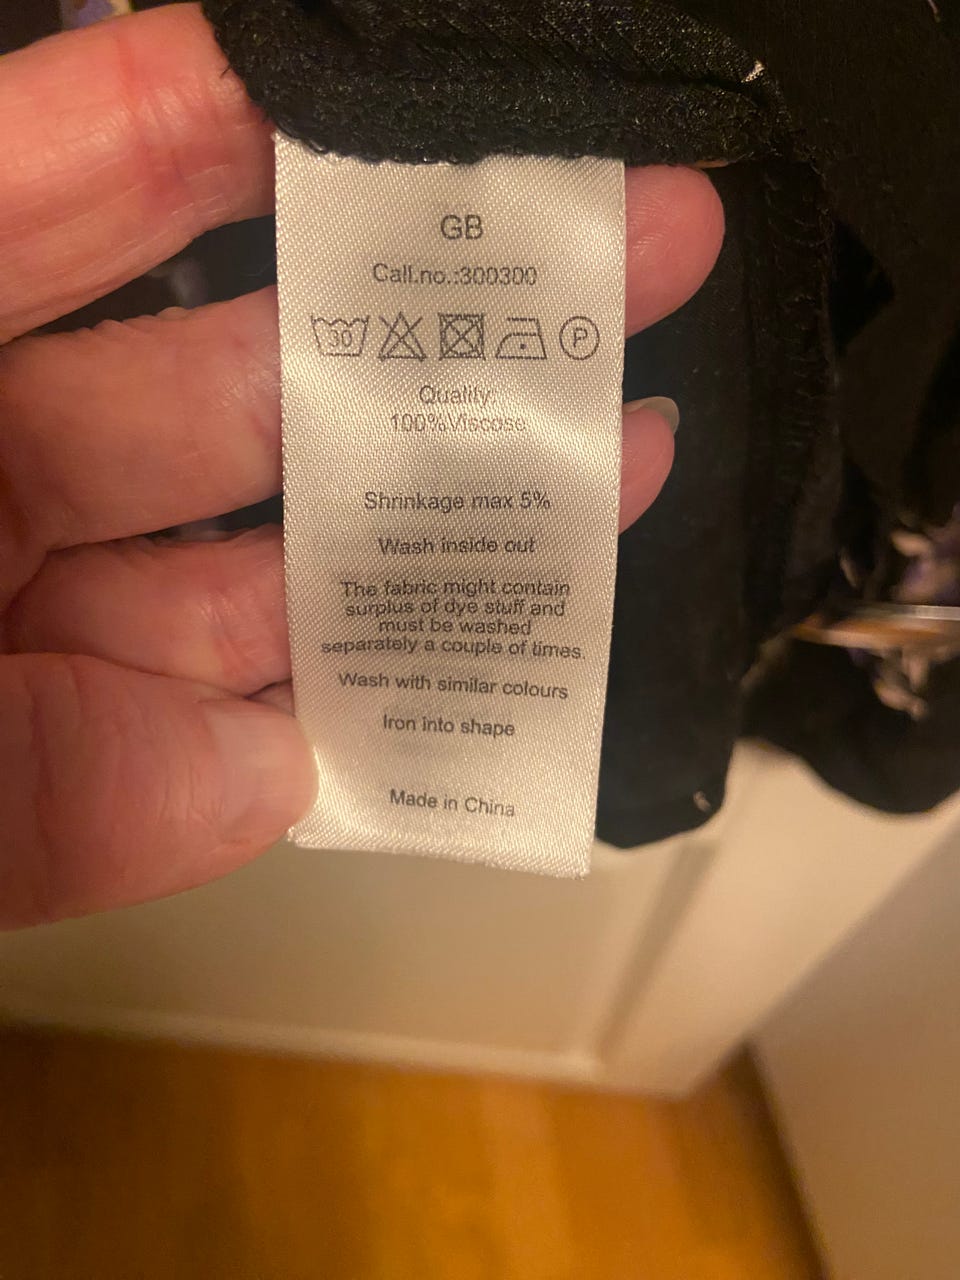 GB
Call.no.:300300
30 P
Quality:
100%Viscose
Shrinkage max 5%
Wash inside out
The fabric might contain
surplus of dye stuff and
must be washed
separately a couple of times.
Wash with similar colours
Iron into shape
Made in China